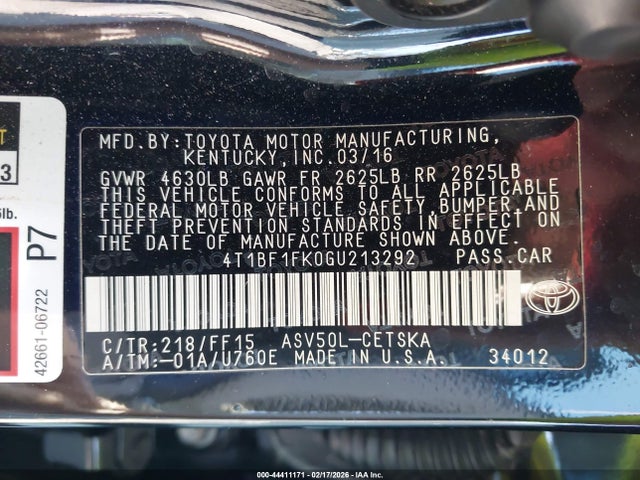 MFD.BY:TOYOTA MOTOR MANUFACTURING,
KENTUCKY,INC.03/16
GVWR 4630LB GAWR FR 2625LB RR 2625LB
THIS VEHICLE CONFORMS TO ALL APPLICABLE
FEDERAL MOTOR VEHICLE SAFETY, BUMPER, AND
THEFT PREVENTION STANDARDS IN EFFECT ON
THE DATE OF MANUFACTURE SHOWN ABOVE.
4T1BF1FK0GU213292 PASS.CAR
C/TR:218/FF15 ASV50L-CETSKA
A/TM:-01A/U760E MADE IN U.S.A. 34012
3
lb.
P7
42661-06722
000-44411171 - 02/17/2026 - IAA Inc.